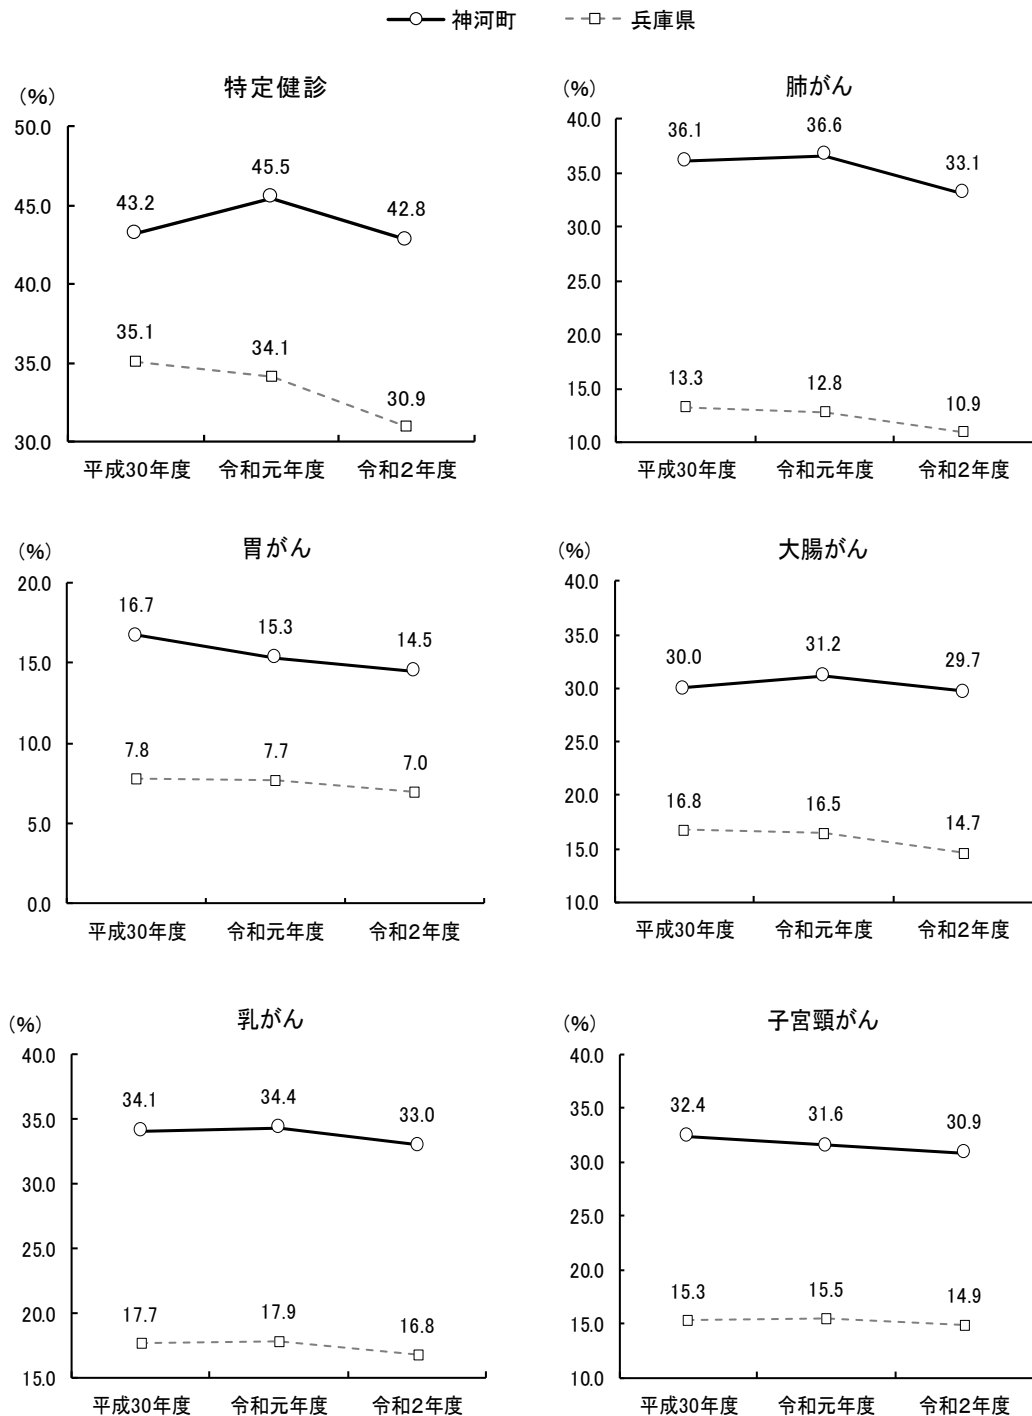 神河町 兵庫県
特定健診
(%)
50.0
45.0
40.0
35.0
30.0
43.2 45.5 42.8
35.1 34.1 30.9
平成30年度 令和元年度 令和2年度
肺がん
(%)
40.0
35.0
30.0
25.0
20.0
15.0
10.0
36.1 36.6 33.1
13.3 12.8 10.9
平成30年度 令和元年度 令和2年度
胃がん
(%)
20.0
15.0
10.0
5.0
0.0
16.7 15.3 14.5
7.8 7.7 7.0
平成30年度 令和元年度 令和2年度
大腸がん
(%)
40.0
35.0
30.0
25.0
20.0
15.0
10.0
30.0 31.2 29.7
16.8 16.5 14.7
平成30年度 令和元年度 令和2年度
乳がん
(%)
40.0
35.0
30.0
25.0
20.0
15.0
34.1 34.4 33.0
17.7 17.9 16.8
平成30年度 令和元年度 令和2年度
子宮頸がん
(%)
40.0
35.0
30.0
25.0
20.0
15.0
10.0
32.4 31.6 30.9
15.3 15.5 14.9
平成30年度 令和元年度 令和2年度